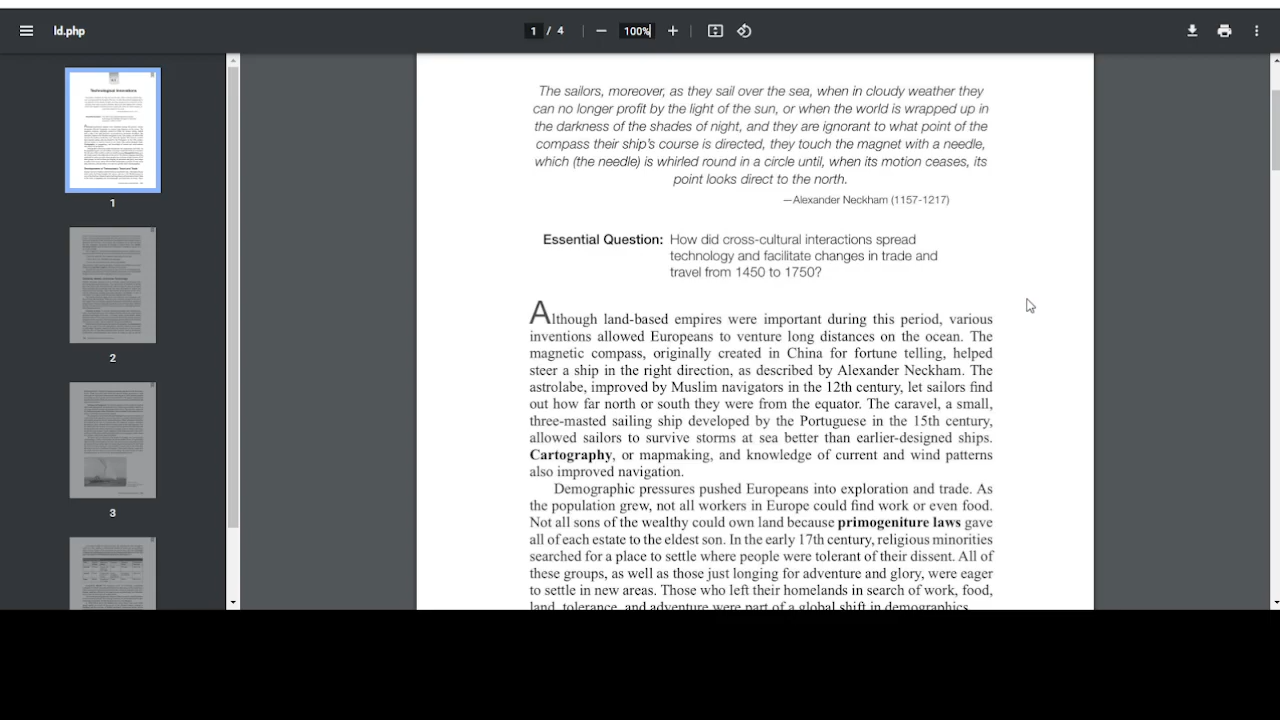 ld.php
1 / 4
100%
Technological Innovations
1
2
3
The sailors, moreover, as they sail over the sea, when in cloudy weather they
can no longer profit by the light of the sun, or when the world is wrapped up in
the darkness of the shades of night, and they are ignorant to what point of the
compass their ship's course is directed, they touch the magnet with a needle,
which (the needle) is whirled round in a circle until, when its motion ceases, its
point looks direct to the north.
—Alexander Neckham (1157-1217)
Essential Question: How did cross-cultural interactions spread
technology and facilitate changes in trade and
travel from 1450 to 1750?
Although land-based empires were important during this period, various
inventions allowed Europeans to venture long distances on the ocean. The
magnetic compass, originally created in China for fortune telling, helped
steer a ship in the right direction, as described by Alexander Neckham. The
astrolabe, improved by Muslim navigators in the 12th century, let sailors find
out how far north or south they were from the equator. The caravel, a small,
three-masted sailing ship developed by the Portuguese in the 15th century,
allowed sailors to survive storms at sea better than earlier-designed ships.
Cartography, or mapmaking, and knowledge of current and wind patterns
also improved navigation.
Demographic pressures pushed Europeans into exploration and trade. As
the population grew, not all workers in Europe could find work or even food.
Not all sons of the wealthy could own land because primogeniture laws gave
all of each estate to the eldest son. In the early 17th century, religious minorities
searched for a place to settle where people were tolerant of their dissent. All of
these groups, as well as those just longing for adventure and glory, were eager
to settle in new areas. Those who left their homeland in search of work, food,
land, tolerance, and adventure were part of a global shift in demographics.